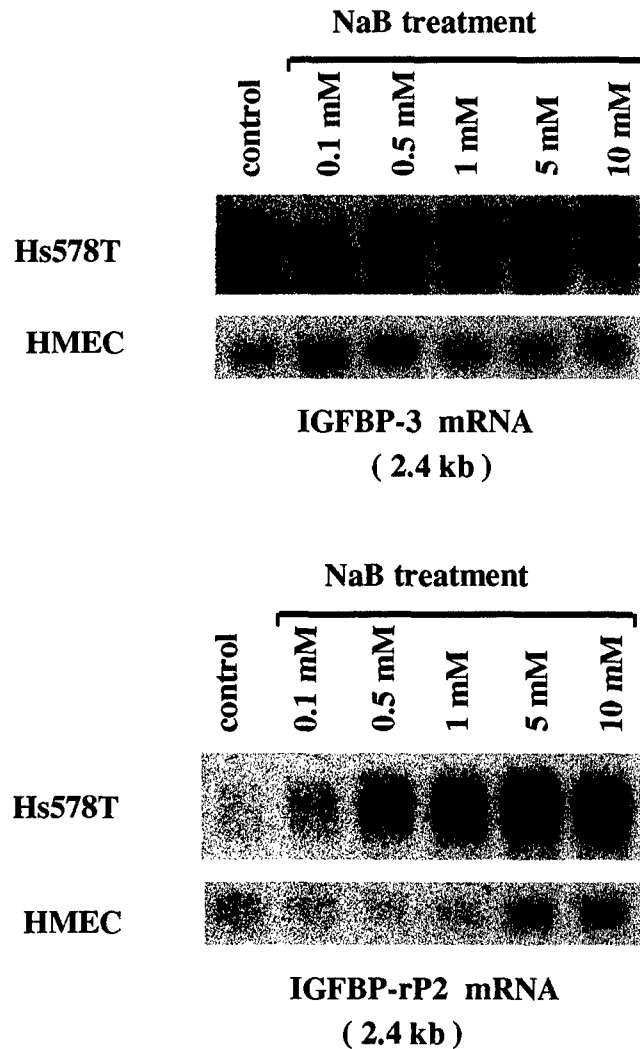 NaB treatment
control 0.1 mM 0.5 mM 1 mM 5 mM 10 mM
Hs578T
HMEC
IGFBP-3 mRNA
( 2.4 kb )
NaB treatment
control 0.1 mM 0.5 mM 1 mM 5 mM 10 mM
Hs578T
HMEC
IGFBP-rP2 mRNA
( 2.4 kb )